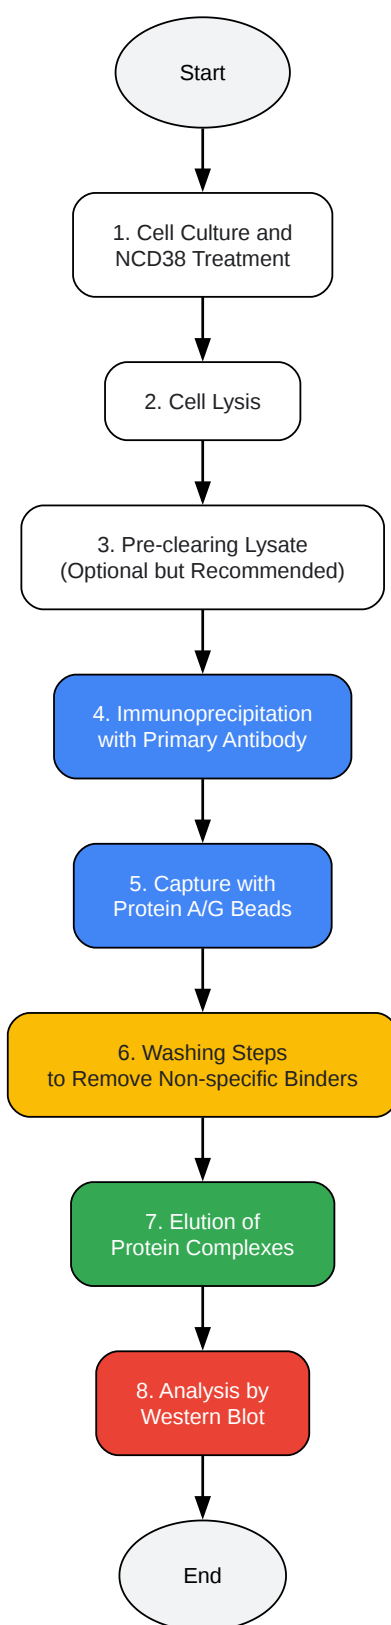 Start
1. Cell Culture and
NCD38 Treatment
2. Cell Lysis
3. Pre-clearing Lysate
(Optional but Recommended)
4. Immunoprecipitation
with Primary Antibody
5. Capture with
Protein A/G Beads
6. Washing Steps
to Remove Non-specific Binders
7. Elution of
Protein Complexes
8. Analysis by
Western Blot
End